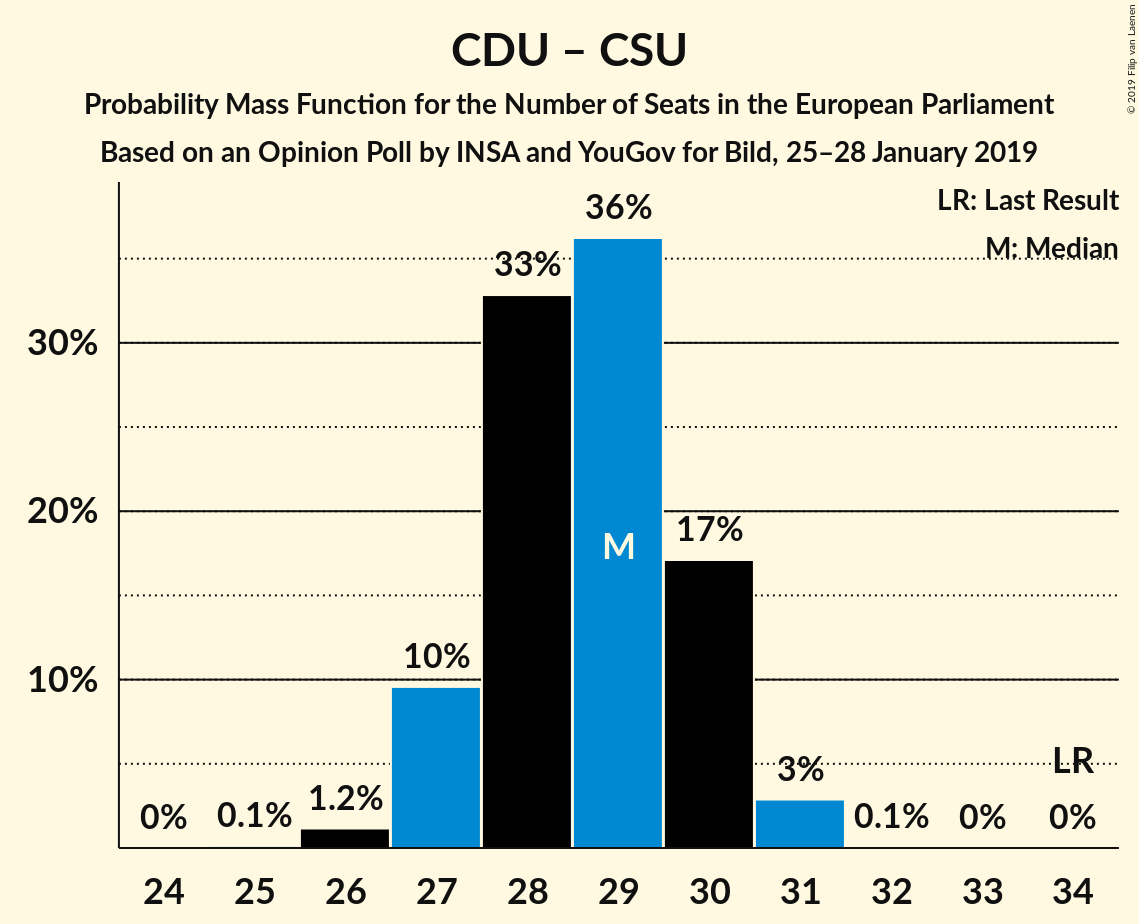 CDU – CSU
Probability Mass Function for the Number of Seats in the European Parliament
Based on an Opinion Poll by INSA and YouGov for Bild, 25–28 January 2019
© 2019 Filip van Laenen
LR: Last Result
M: Median
36%
33%
30%
20%
M
17%
10%
10%
LR
3%
1.2%
0%
0.1%
0.1%
0%
0%
24 25 26 27 28 29 30 31 32 33 34